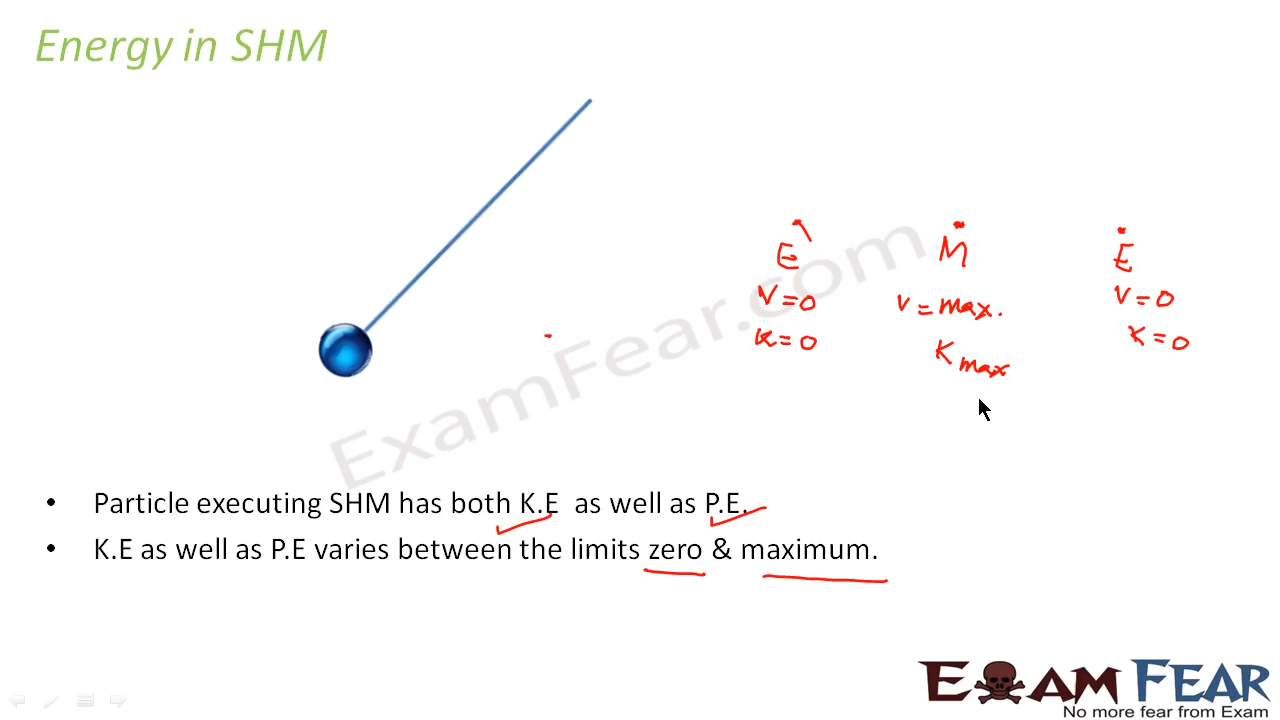 Energy in SHM
E M E
V=0 v=max. V=0
K=0 Kmax K=0
ExamFear.com
• Particle executing SHM has both K.E as well as P.E.
• K.E as well as P.E varies between the limits zero & maximum.
EXAM FEAR
No more fear from Exam